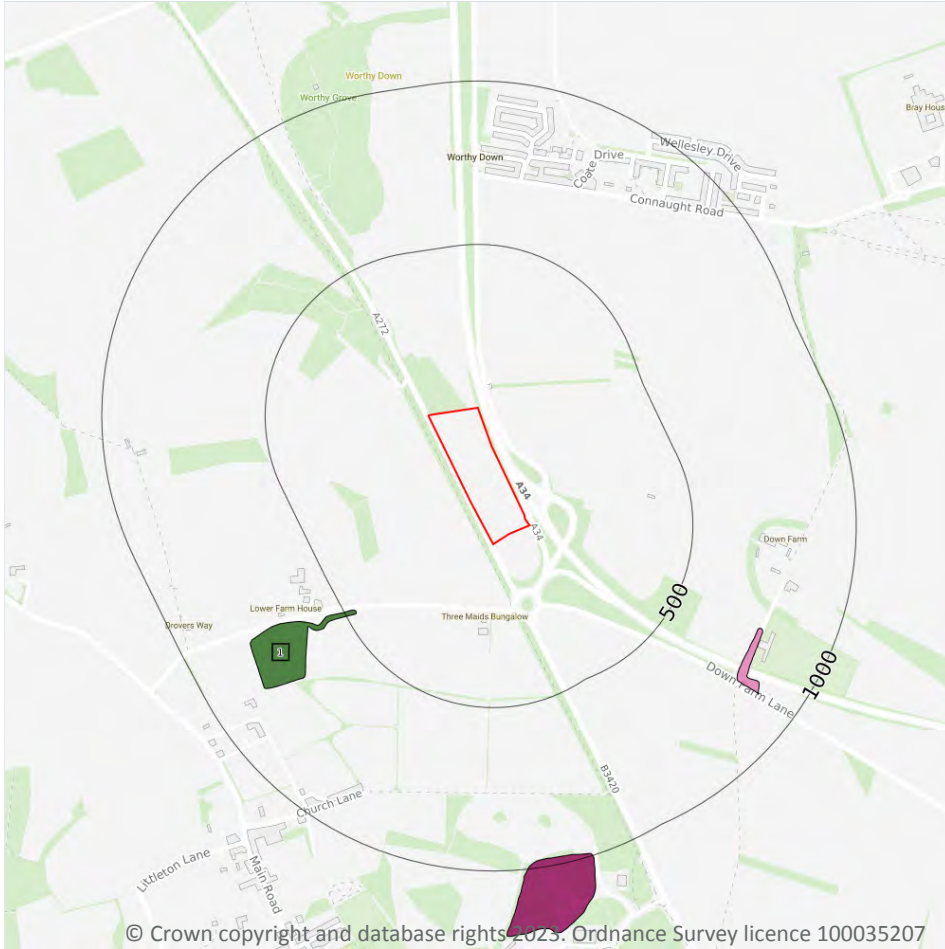 Worthy Down
Worthy Grove
Bray Hous
Wellesley Drive
Worthy Down
Drive
Coate
Connaught Road
A272
A34
A34
Down Farm
500
Lower Farm House
Three Maids Bungalow
Drovers Way
1
1000
Down Farm Lane
B3420
Church Lane
Littleton Lane
Main Road
© Crown copyright and database rights 2023. Ordnance Survey licence 100035207